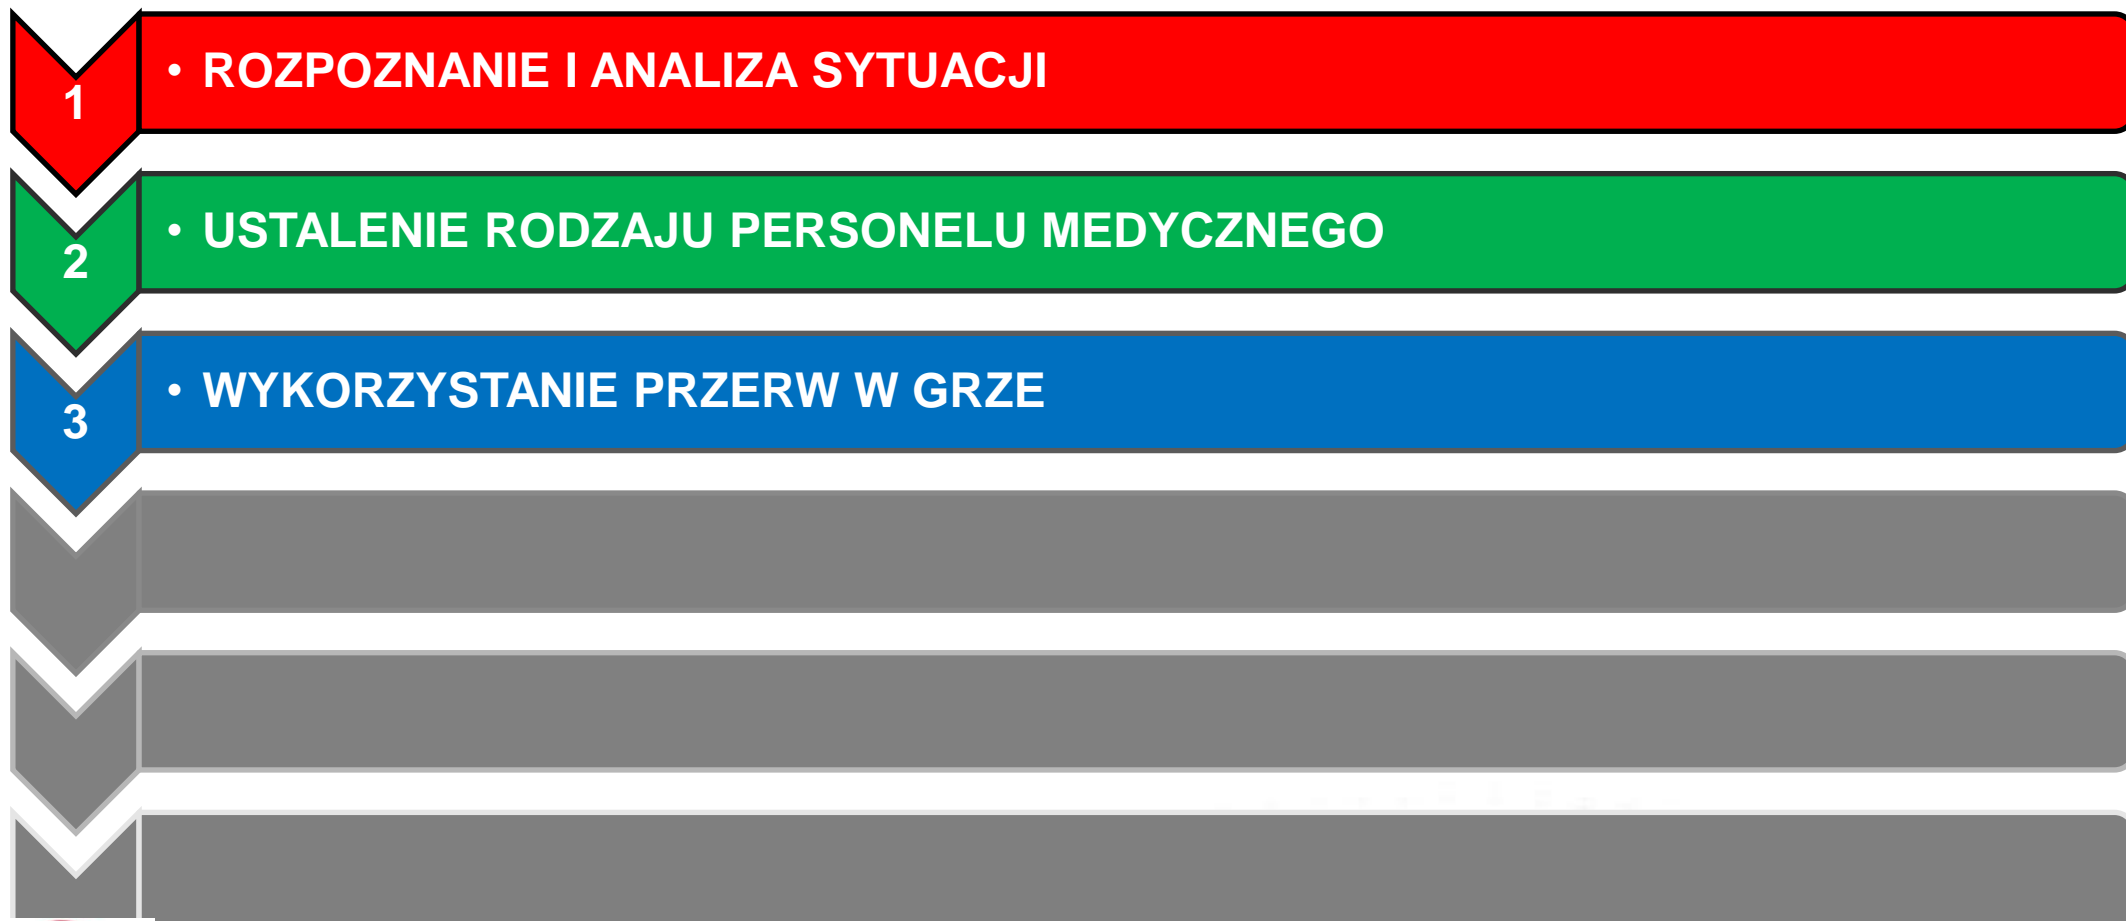 1
• ROZPOZNANIE I ANALIZA SYTUACJI
2
• USTALENIE RODZAJU PERSONELU MEDYCZNEGO
3
• WYKORZYSTANIE PRZERW W GRZE